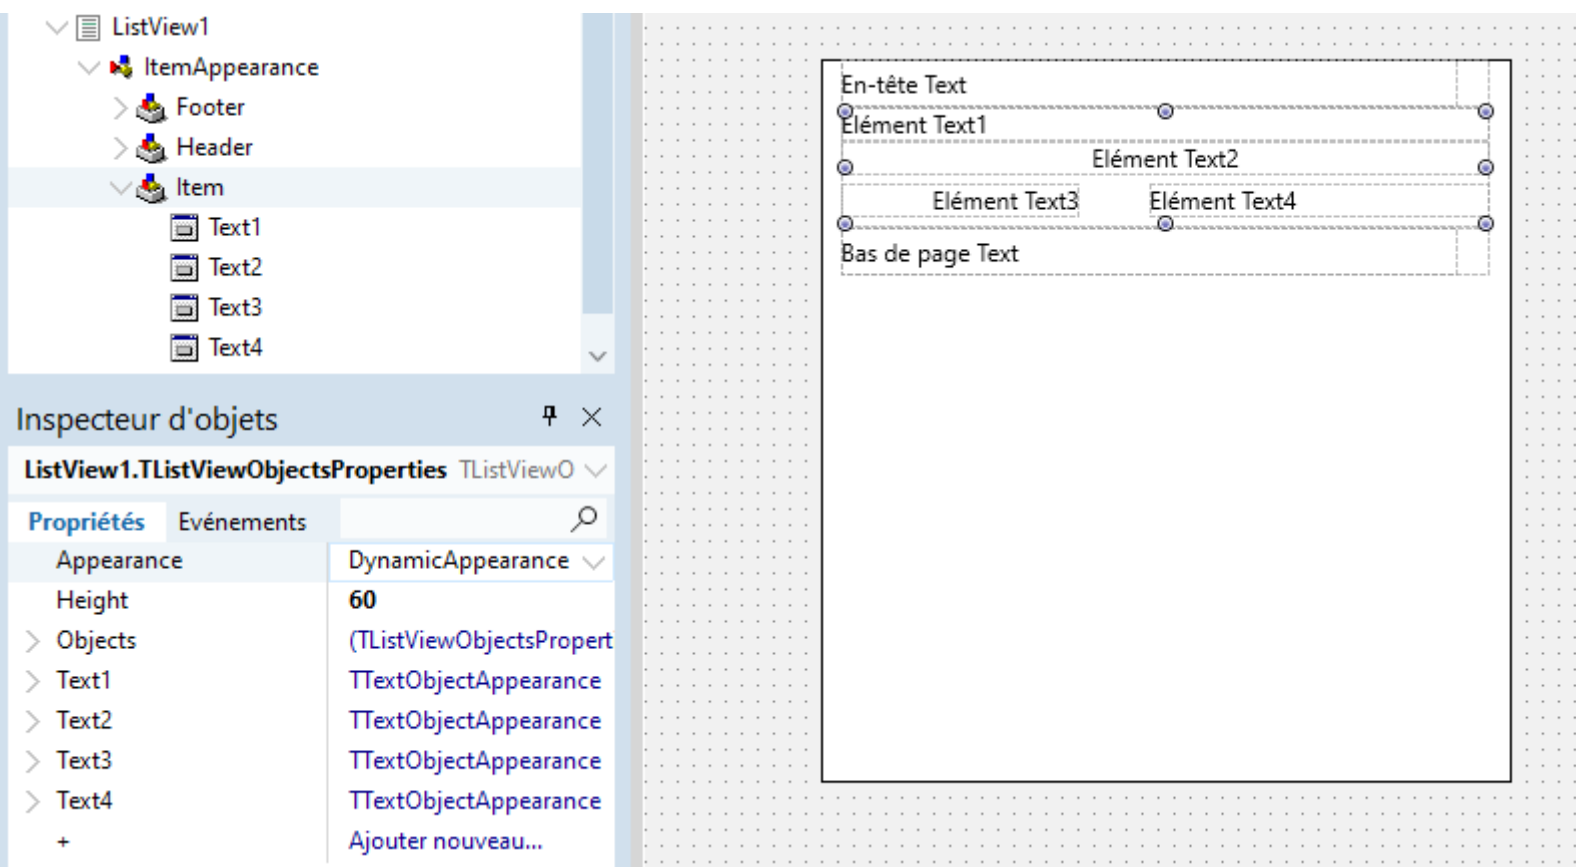 ListView1
ItemAppearance
Footer
Header
Item
Text1
Text2
Text3
Text4
Inspecteur d'objets
ListView1.TListViewObjectsProperties TListViewO
Propriétés Evénements
Appearance DynamicAppearance
Height 60
Objects (TListViewObjectsPropert
Text1 TTextObjectAppearance
Text2 TTextObjectAppearance
Text3 TTextObjectAppearance
Text4 TTextObjectAppearance
+ Ajouter nouveau...
En-tête Text
Elément Text1
Elément Text2
Elément Text3 Elément Text4
Bas de page Text